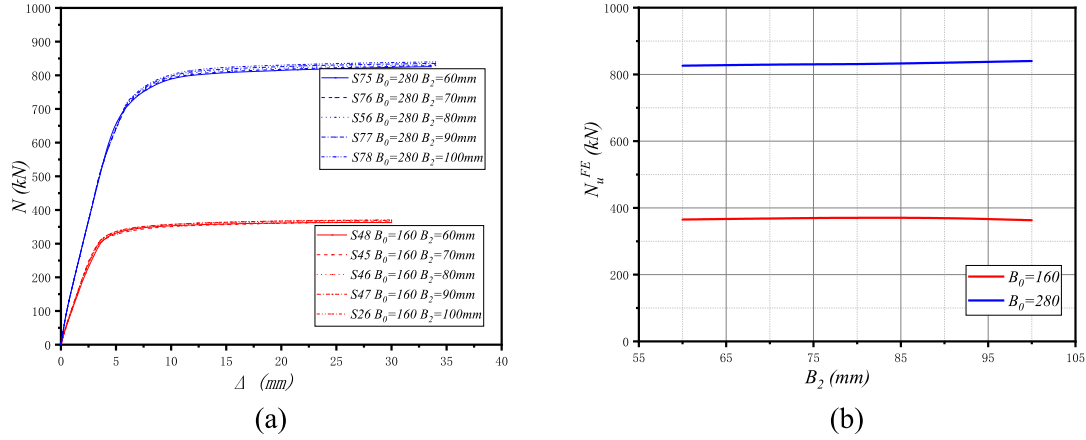 1000
900
800
700
600
500
400
300
200
100
0
N (kN)
S75 B₀=280 B₂=60mm
S76 B₀=280 B₂=70mm
S56 B₀=280 B₂=80mm
S77 B₀=280 B₂=90mm
S78 B₀=280 B₂=100mm
S48 B₀=160 B₂=60mm
S45 B₀=160 B₂=70mm
S46 B₀=160 B₂=80mm
S47 B₀=160 B₂=90mm
S26 B₀=160 B₂=100mm
0 5 10 15 20 25 30 35 40
Δ (mm)
(a)
1000
800
600
400
200
0
Nᵤ^FE (kN)
B₀=160
B₀=280
55 65 75 85 95 105
B₂ (mm)
(b)